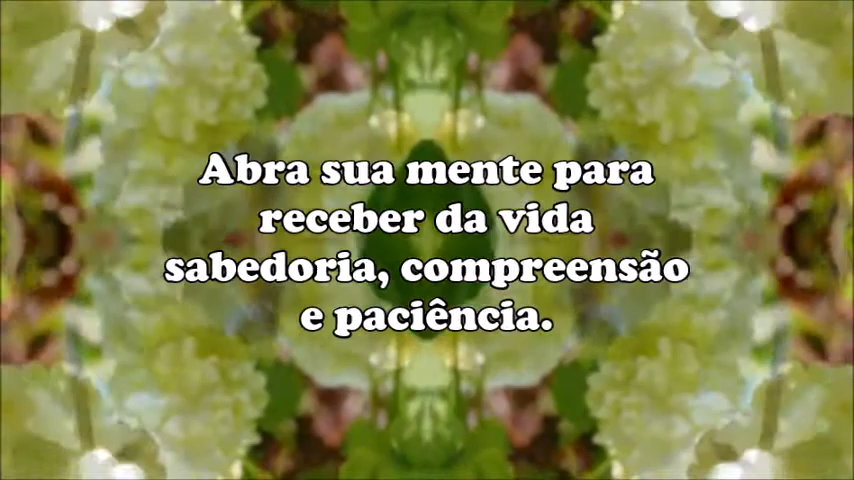 Abra sua mente para
receber da vida
sabedoria, compreensão
e paciência.